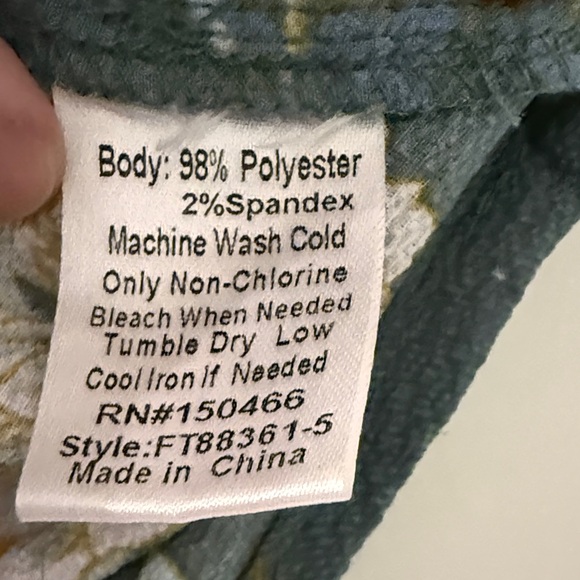 Body: 98% Polyester
2%Spandex
Machine Wash Cold
Only Non-Chlorine
Bleach When Needed
Tumble Dry Low
Cool Iron If Needed
RN#150466
Style:FT88361-5
Made in China